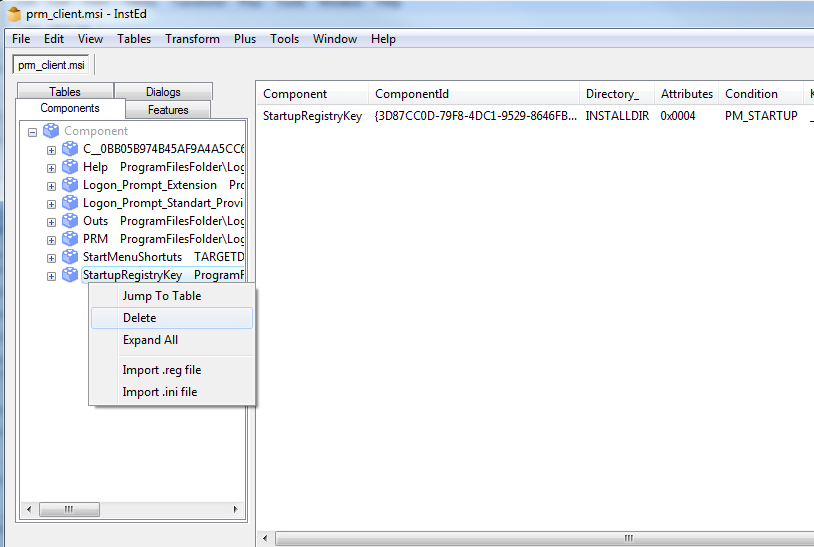 prm_client.msi - InstEd
File Edit View Tables Transform Plus Tools Window Help
prm_client.msi
Tables Dialogs
Components Features
Component
C__0BB05B974B45AF9A4A5CC6
Help ProgramFilesFolder\Log
Logon_Prompt_Extension Pro
Logon_Prompt_Standart_Provi
Outs ProgramFilesFolder\Log
PRM ProgramFilesFolder\Log
StartMenuShortuts TARGETD
StartupRegistryKey ProgramF
Jump To Table
Delete
Expand All
Import .reg file
Import .ini file
Component ComponentId Directory_ Attributes Condition K
StartupRegistryKey {3D87CC0D-79F8-4DC1-9529-8646FB... INSTALLDIR 0x0004 PM_STARTUP _